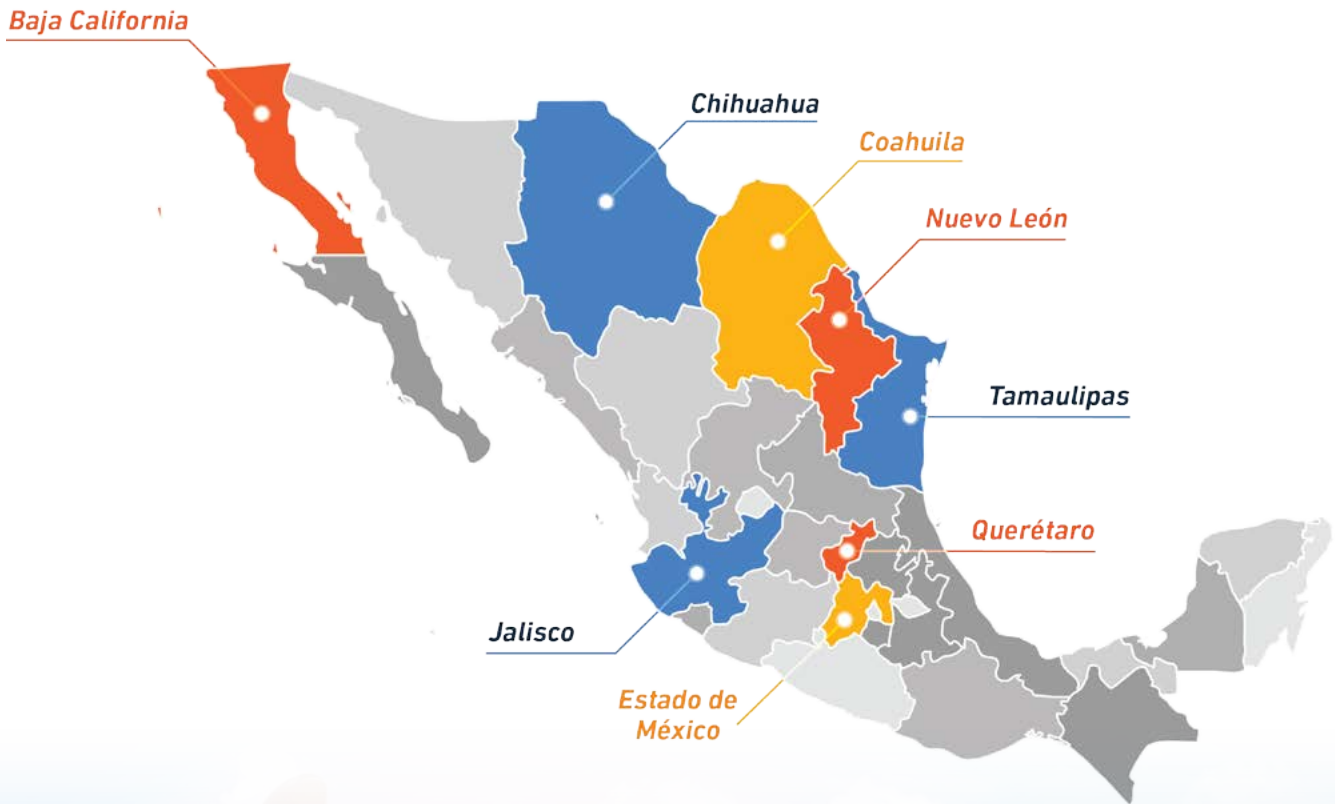 Baja California
Chihuahua
Coahuila
Nuevo León
Tamaulipas
Querétaro
Jalisco
Estado de
México